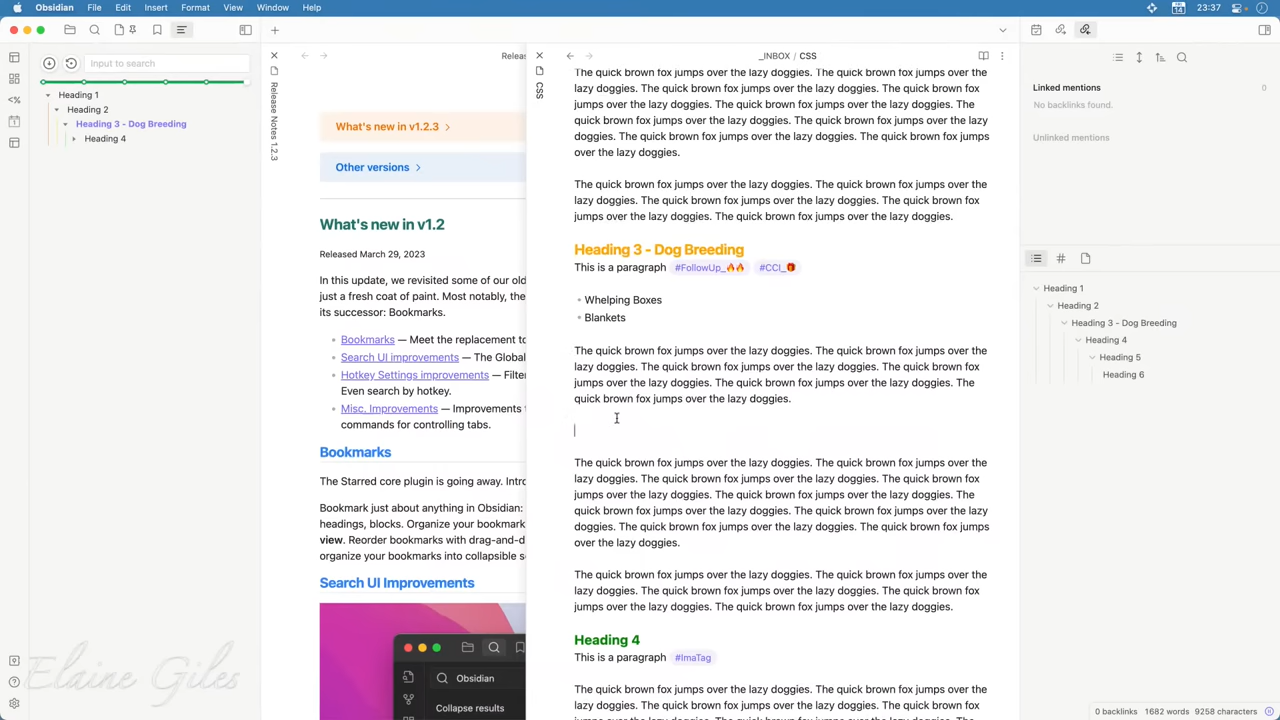 Obsidian File Edit Insert Format View Window Help
14
23:37
Input to search
Heading 1
Heading 2
Heading 3 - Dog Breeding
Heading 4
Release Notes 1.2.3
Releas
What's new in v1.2.3
Other versions
What's new in v1.2
Released March 29, 2023
In this update, we revisited some of our old
just a fresh coat of paint. Most notably, the
its successor: Bookmarks.
• Bookmarks — Meet the replacement to
• Search UI improvements — The Global
• Hotkey Settings improvements — Filter
Even search by hotkey.
• Misc. Improvements — Improvements t
commands for controlling tabs.
Bookmarks
The Starred core plugin is going away. Intro
Bookmark just about anything in Obsidian:
headings, blocks. Organize your bookmark
view. Reorder bookmarks with drag-and-d
organize your bookmarks into collapsible s
Search UI Improvements
Obsidian
Collapse results
CSS
_INBOX / CSS
The quick brown fox jumps over the lazy doggies. The quick brown fox jumps over the
lazy doggies. The quick brown fox jumps over the lazy doggies. The quick brown fox
jumps over the lazy doggies. The quick brown fox jumps over the lazy doggies. The
quick brown fox jumps over the lazy doggies. The quick brown fox jumps over the lazy
doggies. The quick brown fox jumps over the lazy doggies. The quick brown fox jumps
over the lazy doggies.
The quick brown fox jumps over the lazy doggies. The quick brown fox jumps over the
lazy doggies. The quick brown fox jumps over the lazy doggies. The quick brown fox
jumps over the lazy doggies. The quick brown fox jumps over the lazy doggies.
Heading 3 - Dog Breeding
This is a paragraph #FollowUp_🔥🔥 #CCI_🎁
• Whelping Boxes
• Blankets
The quick brown fox jumps over the lazy doggies. The quick brown fox jumps over the
lazy doggies. The quick brown fox jumps over the lazy doggies. The quick brown fox
jumps over the lazy doggies. The quick brown fox jumps over the lazy doggies. The
quick brown fox jumps over the lazy doggies.
The quick brown fox jumps over the lazy doggies. The quick brown fox jumps over the
lazy doggies. The quick brown fox jumps over the lazy doggies. The quick brown fox
jumps over the lazy doggies. The quick brown fox jumps over the lazy doggies. The
quick brown fox jumps over the lazy doggies. The quick brown fox jumps over the lazy
doggies. The quick brown fox jumps over the lazy doggies. The quick brown fox jumps
over the lazy doggies.
The quick brown fox jumps over the lazy doggies. The quick brown fox jumps over the
lazy doggies. The quick brown fox jumps over the lazy doggies. The quick brown fox
jumps over the lazy doggies. The quick brown fox jumps over the lazy doggies.
Heading 4
This is a paragraph #ImaTag
The quick brown fox jumps over the lazy doggies. The quick brown fox jumps over the
lazy doggies. The quick brown fox jumps over the lazy doggies. The quick brown fox
Linked mentions 0
No backlinks found.
Unlinked mentions
Heading 1
Heading 2
Heading 3 - Dog Breeding
Heading 4
Heading 5
Heading 6
0 backlinks 1682 words 9258 characters
Elaine Giles